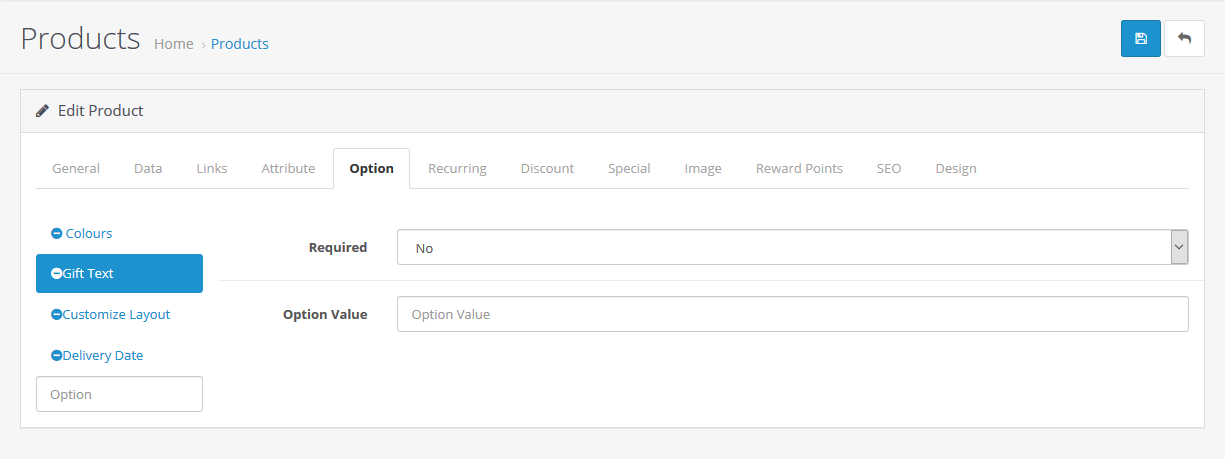 Products Home › Products
Edit Product
General Data Links Attribute Option Recurring Discount Special Image Reward Points SEO Design
Colours
Gift Text
Customize Layout
Delivery Date
Option
Required No
Option Value Option Value